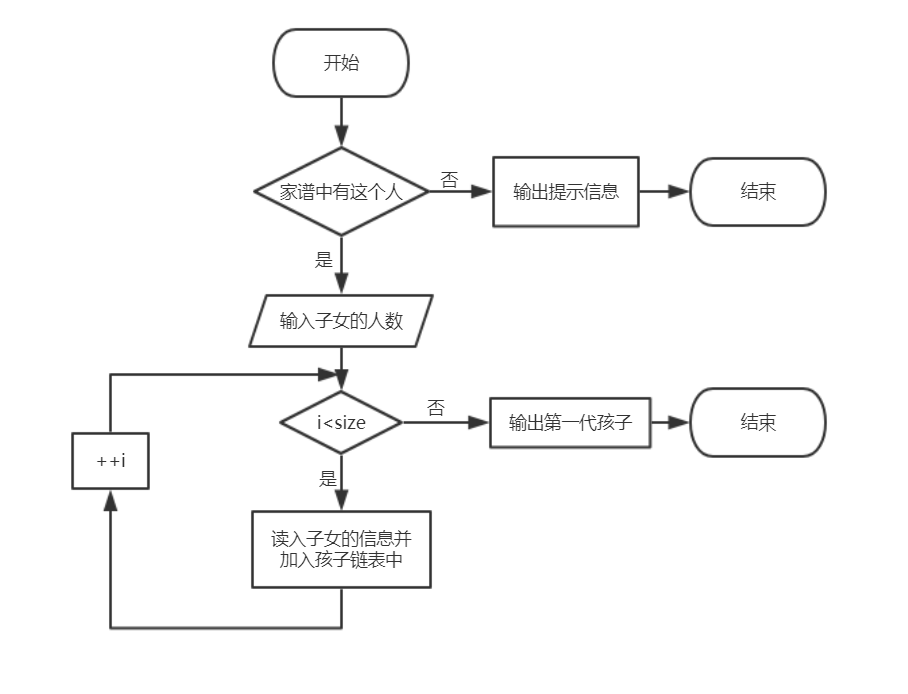 开始
家谱中有这个人
否
输出提示信息
结束
是
输入子女的人数
i<size
否
输出第一代孩子
结束
++i
是
读入子女的信息并
加入孩子链表中